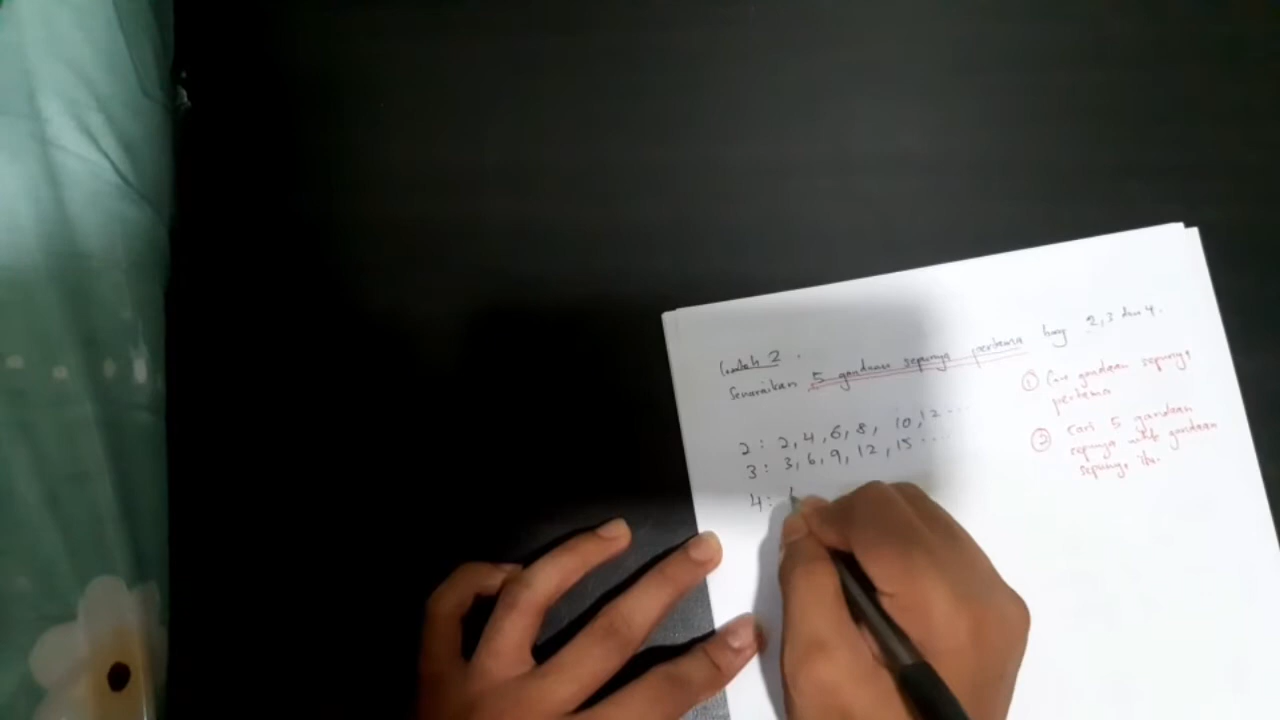 Contoh 2.
Senaraikan 5 gandaan sepunya pertama bagi 2, 3 dan 4.
2: 2, 4, 6, 8, 10, 12 ...
3: 3, 6, 9, 12, 15 ...
4:
① Cari gandaan sepunya
pertama
② Cari 5 gandaan
sepunya untuk gandaan
sepunya itu.